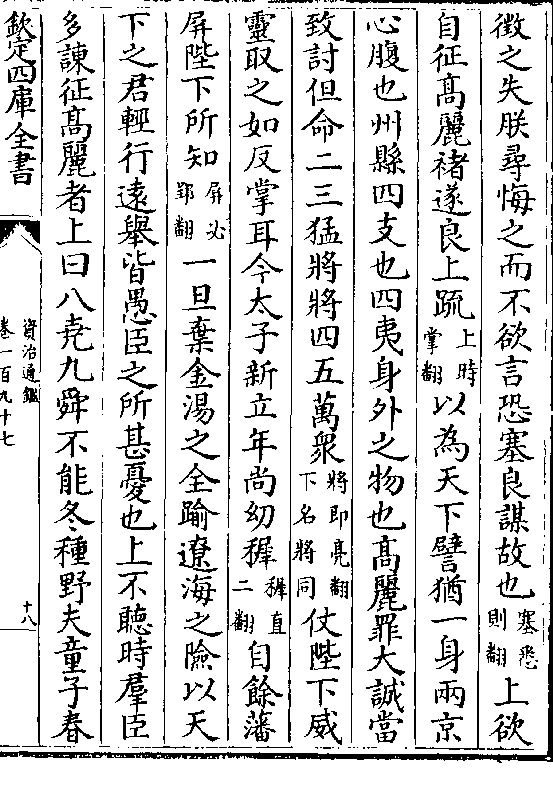 徴之失朕尋悔之而不欲言恐塞良謀故也塞悉則翻上欲
自征髙麗禇遂良上疏上時掌翻以為天下譬猶一身兩京
心腹也州縣四支也四夷身外之物也髙麗罪大誠當
致討但命二三猛將將四五萬衆將即亮翻下名將同仗陛下威
靈取之如反掌耳今太子新立年尚幼穉穉直二翻自餘藩
屏陛下所知屏必郢翻一旦棄金湯之全踰遼海之險以天
下之君輕行逺舉皆愚臣之所甚憂也上不聽時羣臣
多諫征髙麗者上曰八堯九舜不能冬種野夫童子春
欽定四庫全書
資治通鑑
卷一百九十七
十八